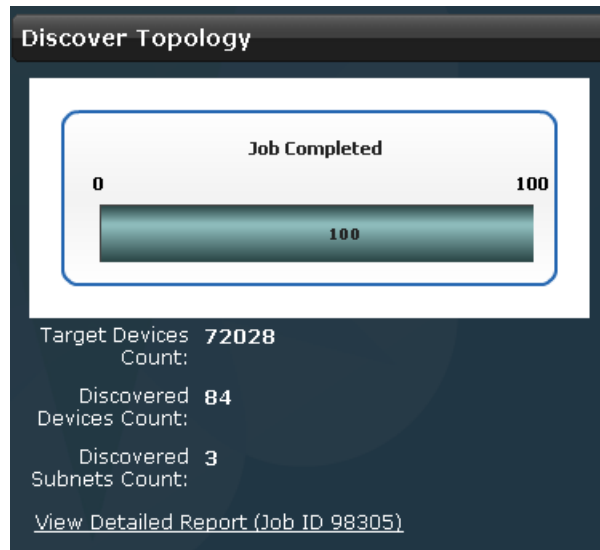 Discover Topology
Job Completed
0 100
100
Target Devices 72028
Count:
Discovered 84
Devices Count:
Discovered 3
Subnets Count:
View Detailed Report (Job ID 98305)